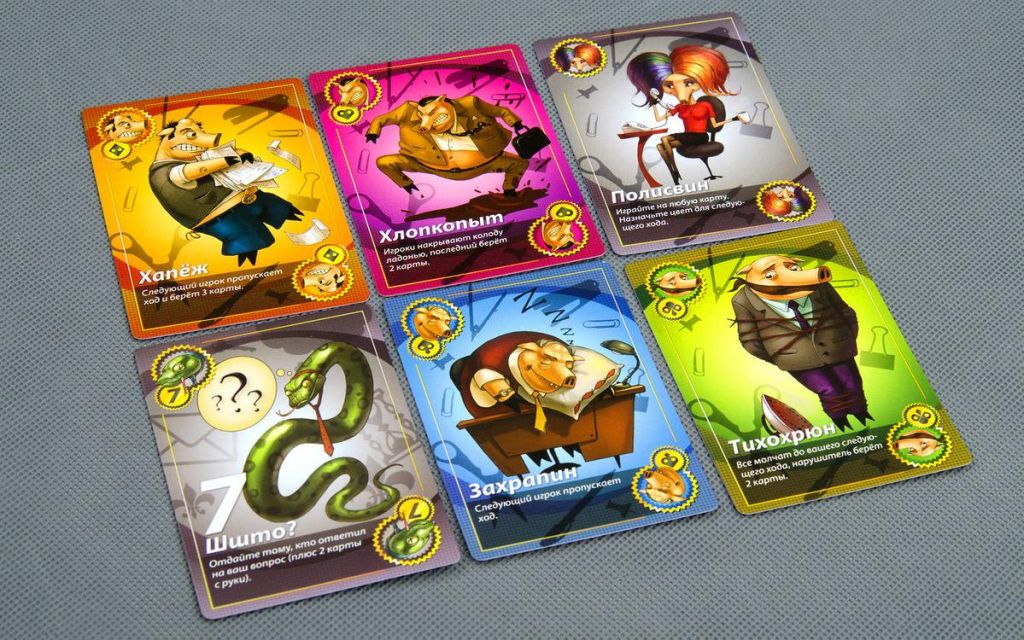 Хапёж
Следующий игрок пропускает
ход и берёт 3 карты.
Хлопкопыт
Игроки накрывают колоду
ладонью, последний берёт
2 карты.
Полисвин
Играйте на любую карту.
Назначьте цвет для следую-
щего хода.
7
? ? ?
7
Шшто?
Отдайте тому, кто ответил
на ваш вопрос (плюс 2 карты
с руки).
7
Z Z Z Z Z
Захрапин
Следующий игрок пропускает
ход.
Тихохрюн
Все молчат до вашего следую-
щего хода, нарушитель берёт
2 карты.